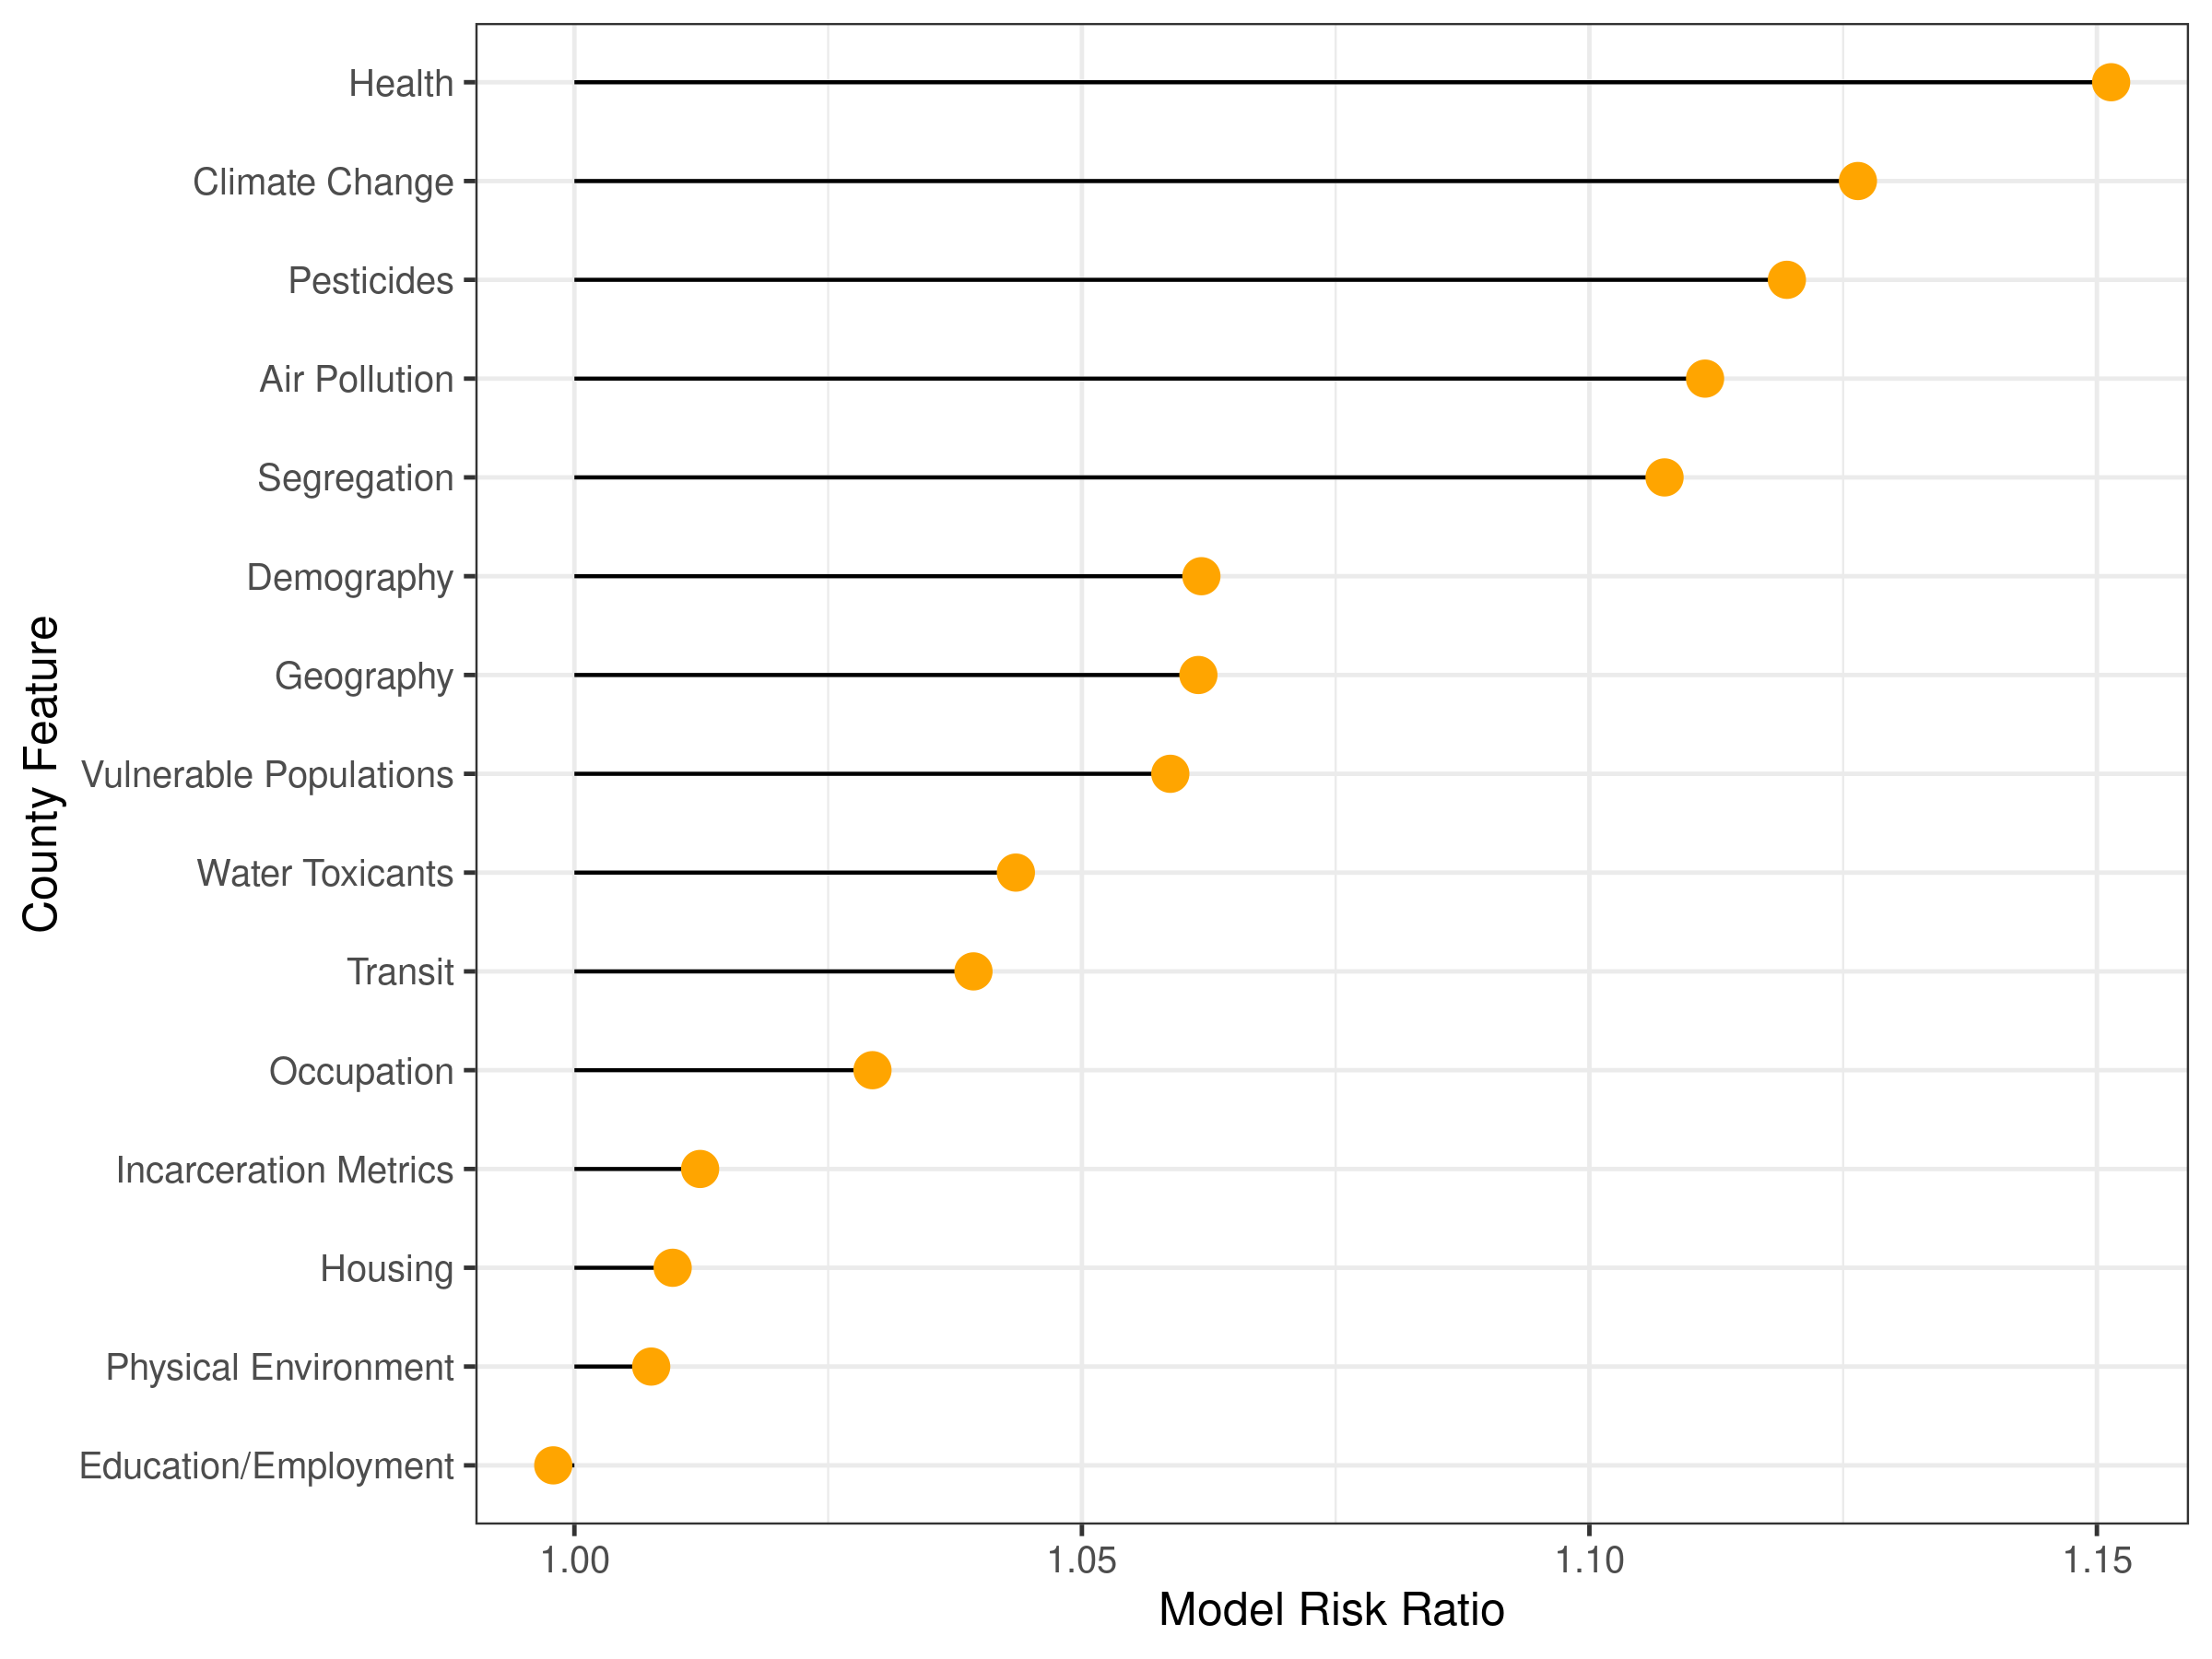 Health
Climate Change
Pesticides
Air Pollution
Segregation
Demography
Geography
Vulnerable Populations
Water Toxicants
Transit
Occupation
Incarceration Metrics
Housing
Physical Environment
Education/Employment
County Feature
1.00 1.05 1.10 1.15
Model Risk Ratio